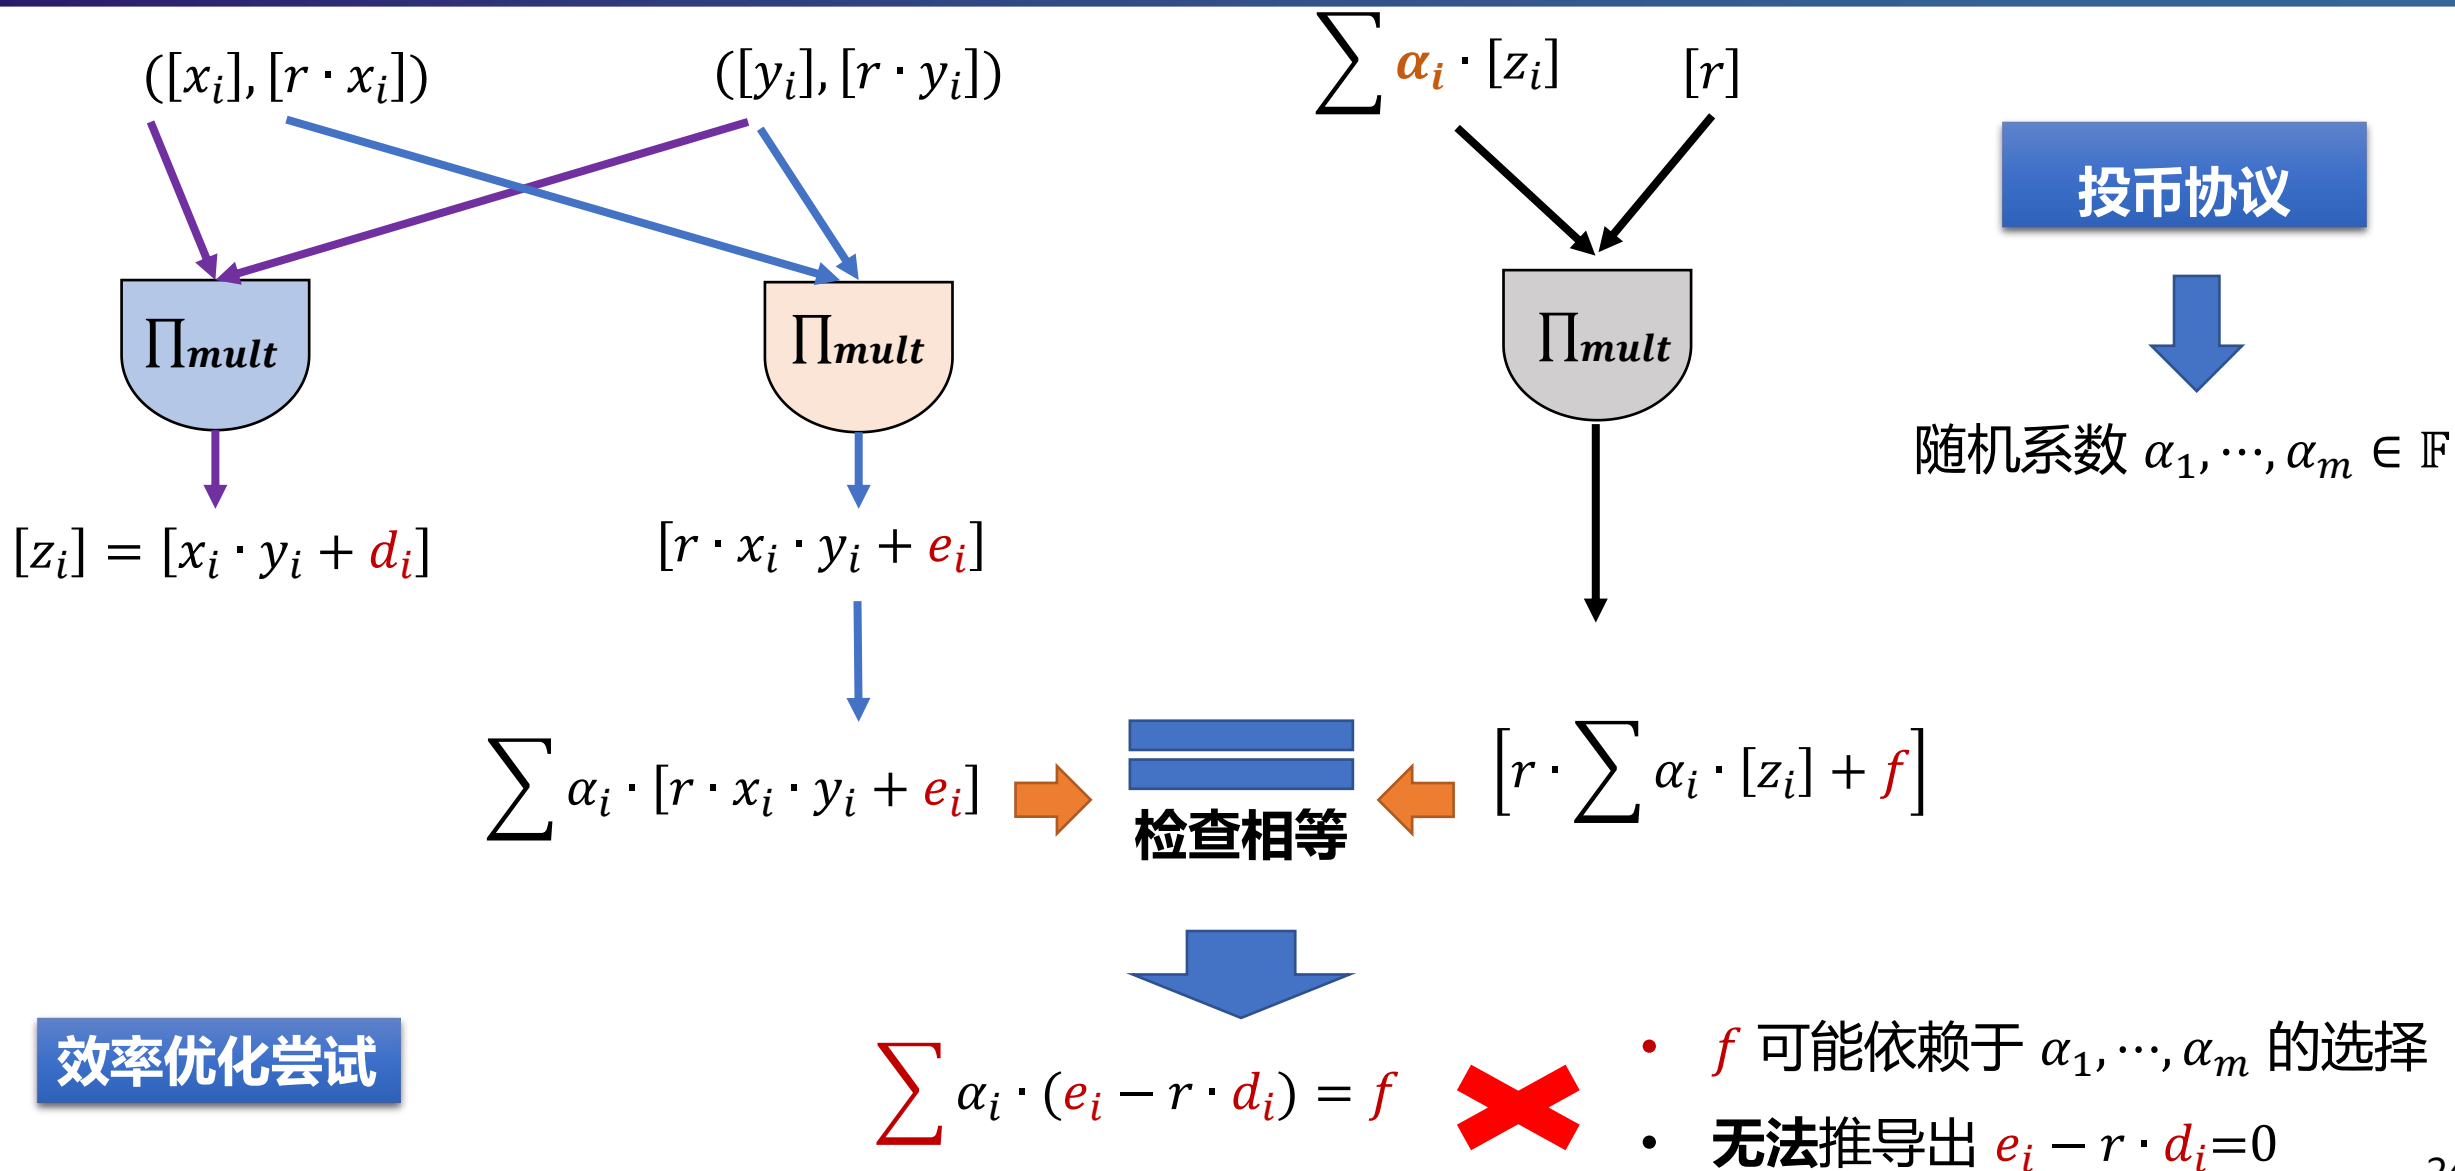 ([x_i], [r · x_i])
([y_i], [r · y_i])
∑ α_i · [z_i]
[r]
投币协议
∏_mult
∏_mult
∏_mult
随机系数 α_1, ⋯, α_m ∈ 𝔽
[z_i] = [x_i · y_i + d_i]
[r · x_i · y_i + e_i]
∑ α_i · [r · x_i · y_i + e_i]
检查相等
[r · ∑ α_i · [z_i] + f]
效率优化尝试
∑ α_i · (e_i − r · d_i) = f
• f 可能依赖于 α_1, ⋯, α_m 的选择
• 无法推导出 e_i − r · d_i=0